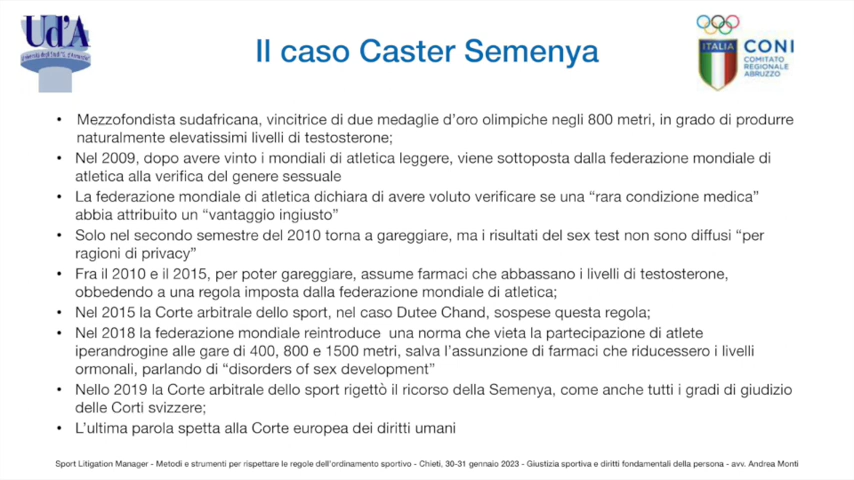 Ud'A
Il caso Caster Semenya
ITALIA
CONI
COMITATO
REGIONALE
ABRUZZO
• Mezzofondista sudafricana, vincitrice di due medaglie d'oro olimpiche negli 800 metri, in grado di produrre
naturalmente elevatissimi livelli di testosterone;
• Nel 2009, dopo avere vinto i mondiali di atletica leggere, viene sottoposta dalla federazione mondiale di
atletica alla verifica del genere sessuale
• La federazione mondiale di atletica dichiara di avere voluto verificare se una “rara condizione medica”
abbia attribuito un “vantaggio ingiusto”
• Solo nel secondo semestre del 2010 torna a gareggiare, ma i risultati del sex test non sono diffusi “per
ragioni di privacy”
• Fra il 2010 e il 2015, per poter gareggiare, assume farmaci che abbassano i livelli di testosterone,
obbedendo a una regola imposta dalla federazione mondiale di atletica;
• Nel 2015 la Corte arbitrale dello sport, nel caso Dutee Chand, sospese questa regola;
• Nel 2018 la federazione mondiale reintroduce una norma che vieta la partecipazione di atlete
iperandrogine alle gare di 400, 800 e 1500 metri, salva l'assunzione di farmaci che riducessero i livelli
ormonali, parlando di “disorders of sex development”
• Nello 2019 la Corte arbitrale dello sport rigettò il ricorso della Semenya, come anche tutti i gradi di giudizio
delle Corti svizzere;
• L'ultima parola spetta alla Corte europea dei diritti umani
Sport Litigation Manager - Metodi e strumenti per rispettare le regole dell'ordinamento sportivo - Chieti, 30-31 gennaio 2023 - Giustizia sportiva e diritti fondamentali della persona - avv. Andrea Monti